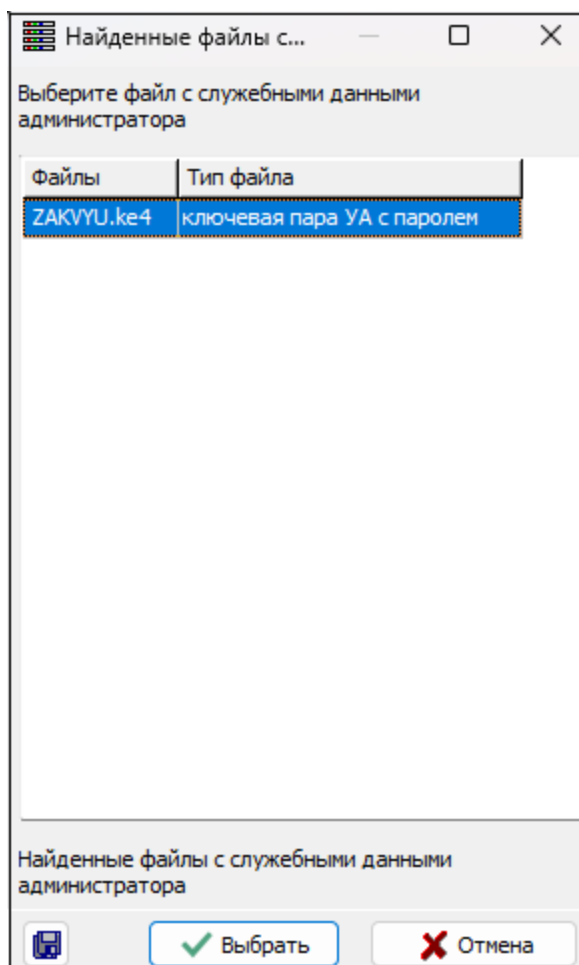 Найденные файлы с...
Выберите файл с служебными данными
администратора
Файлы Тип файла
ZAKVYU.ke4 ключевая пара УА с паролем
Найденные файлы с служебными данными
администратора
Выбрать Отмена